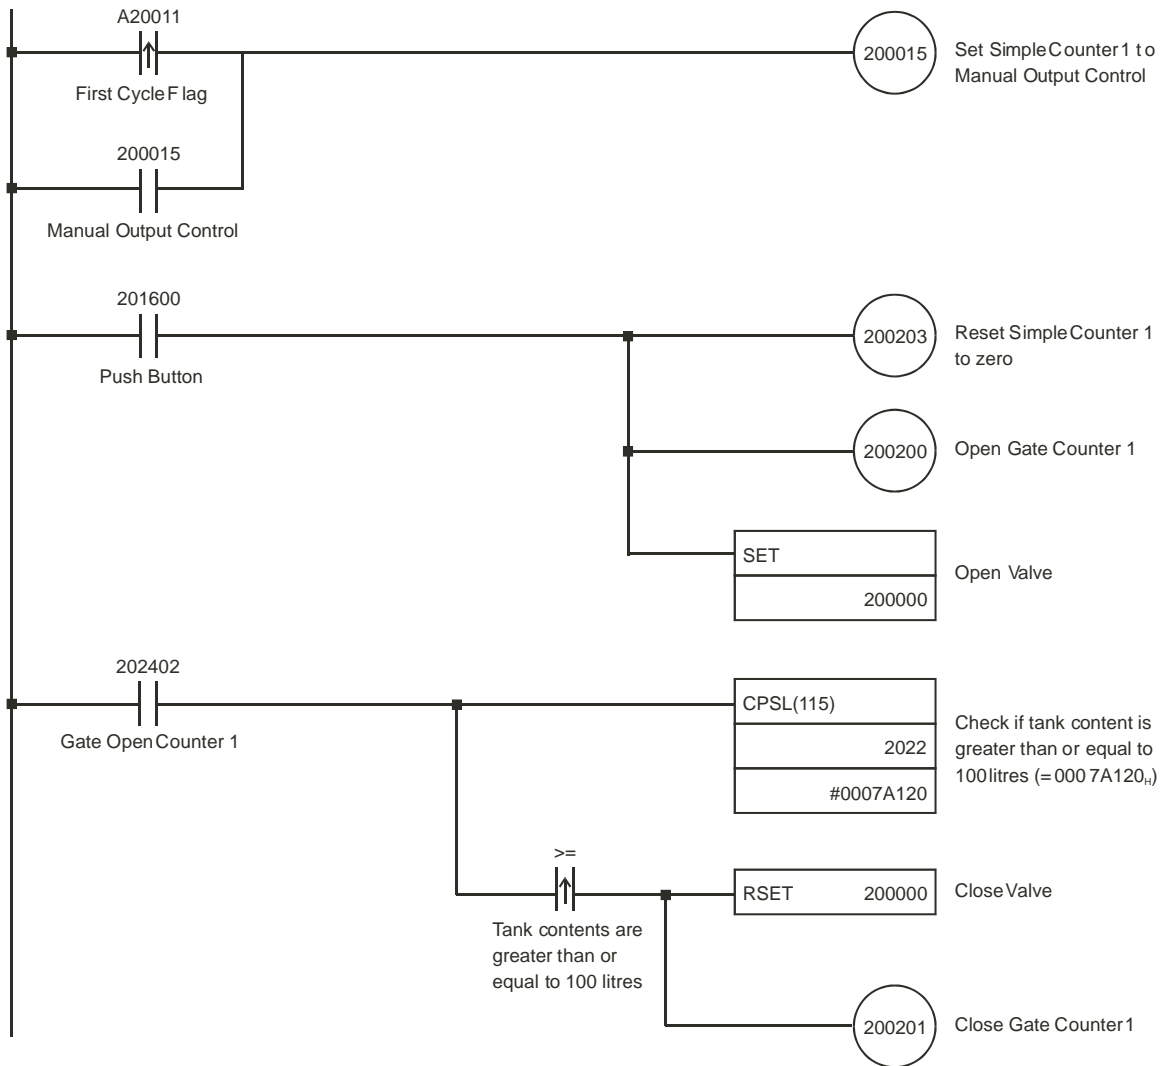 A20011
200015
Set Simple Counter 1 to
Manual Output Control
First Cycle Flag
200015
Manual Output Control
201600
200203
Reset Simple Counter 1
to zero
Push Button
200200
Open Gate Counter 1
SET
200000
Open Valve
202402
Gate Open Counter 1
CPSL(115)
2022
#0007A120
Check if tank content is
greater than or equal to
100 litres (= 000 7A120H)
>=
RSET 200000
Close Valve
Tank contents are
greater than or
equal to 100 litres
200201
Close Gate Counter 1